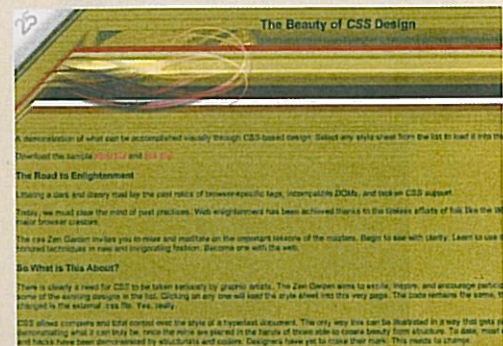 25
The Beauty of CSS Design
A demonstration of what can be accomplished visually through CSS-based design. Select any style sheet from the list to load it into
Download the sample html file and css file
The Road to Enlightenment
Littering a dark and dreary road lay the past relics of browser-specific tags, incompatible DOMs, and broken CSS support.
Today, we must clear the mind of past practices. Web enlightenment has been achieved thanks to the tireless efforts of folk like the
major browser creators.
The css Zen Garden invites you to relax and meditate on the important lessons of the masters. Begin to see with clarity. Learn to use
honored techniques in new and invigorating fashion. Become one with the web.
So What is This About?
There is clearly a need for CSS to be taken seriously by graphic artists. The Zen Garden aims to excite, inspire, and encourage
some of the existing designs in the list. Clicking on any one will load the style sheet into this very page. The code remains the same,
changed is the external .css file. Yes, really.
CSS allows complete and total control over the style of a hypertext document. The only way this can be illustrated in a way that gets
demonstrating what it can truly be, once the reins are placed in the hands of those able to create beauty from structure. To date,
and hacks have been demonstrated by structurists and coders. Designers have yet to make their mark. This needs to change.